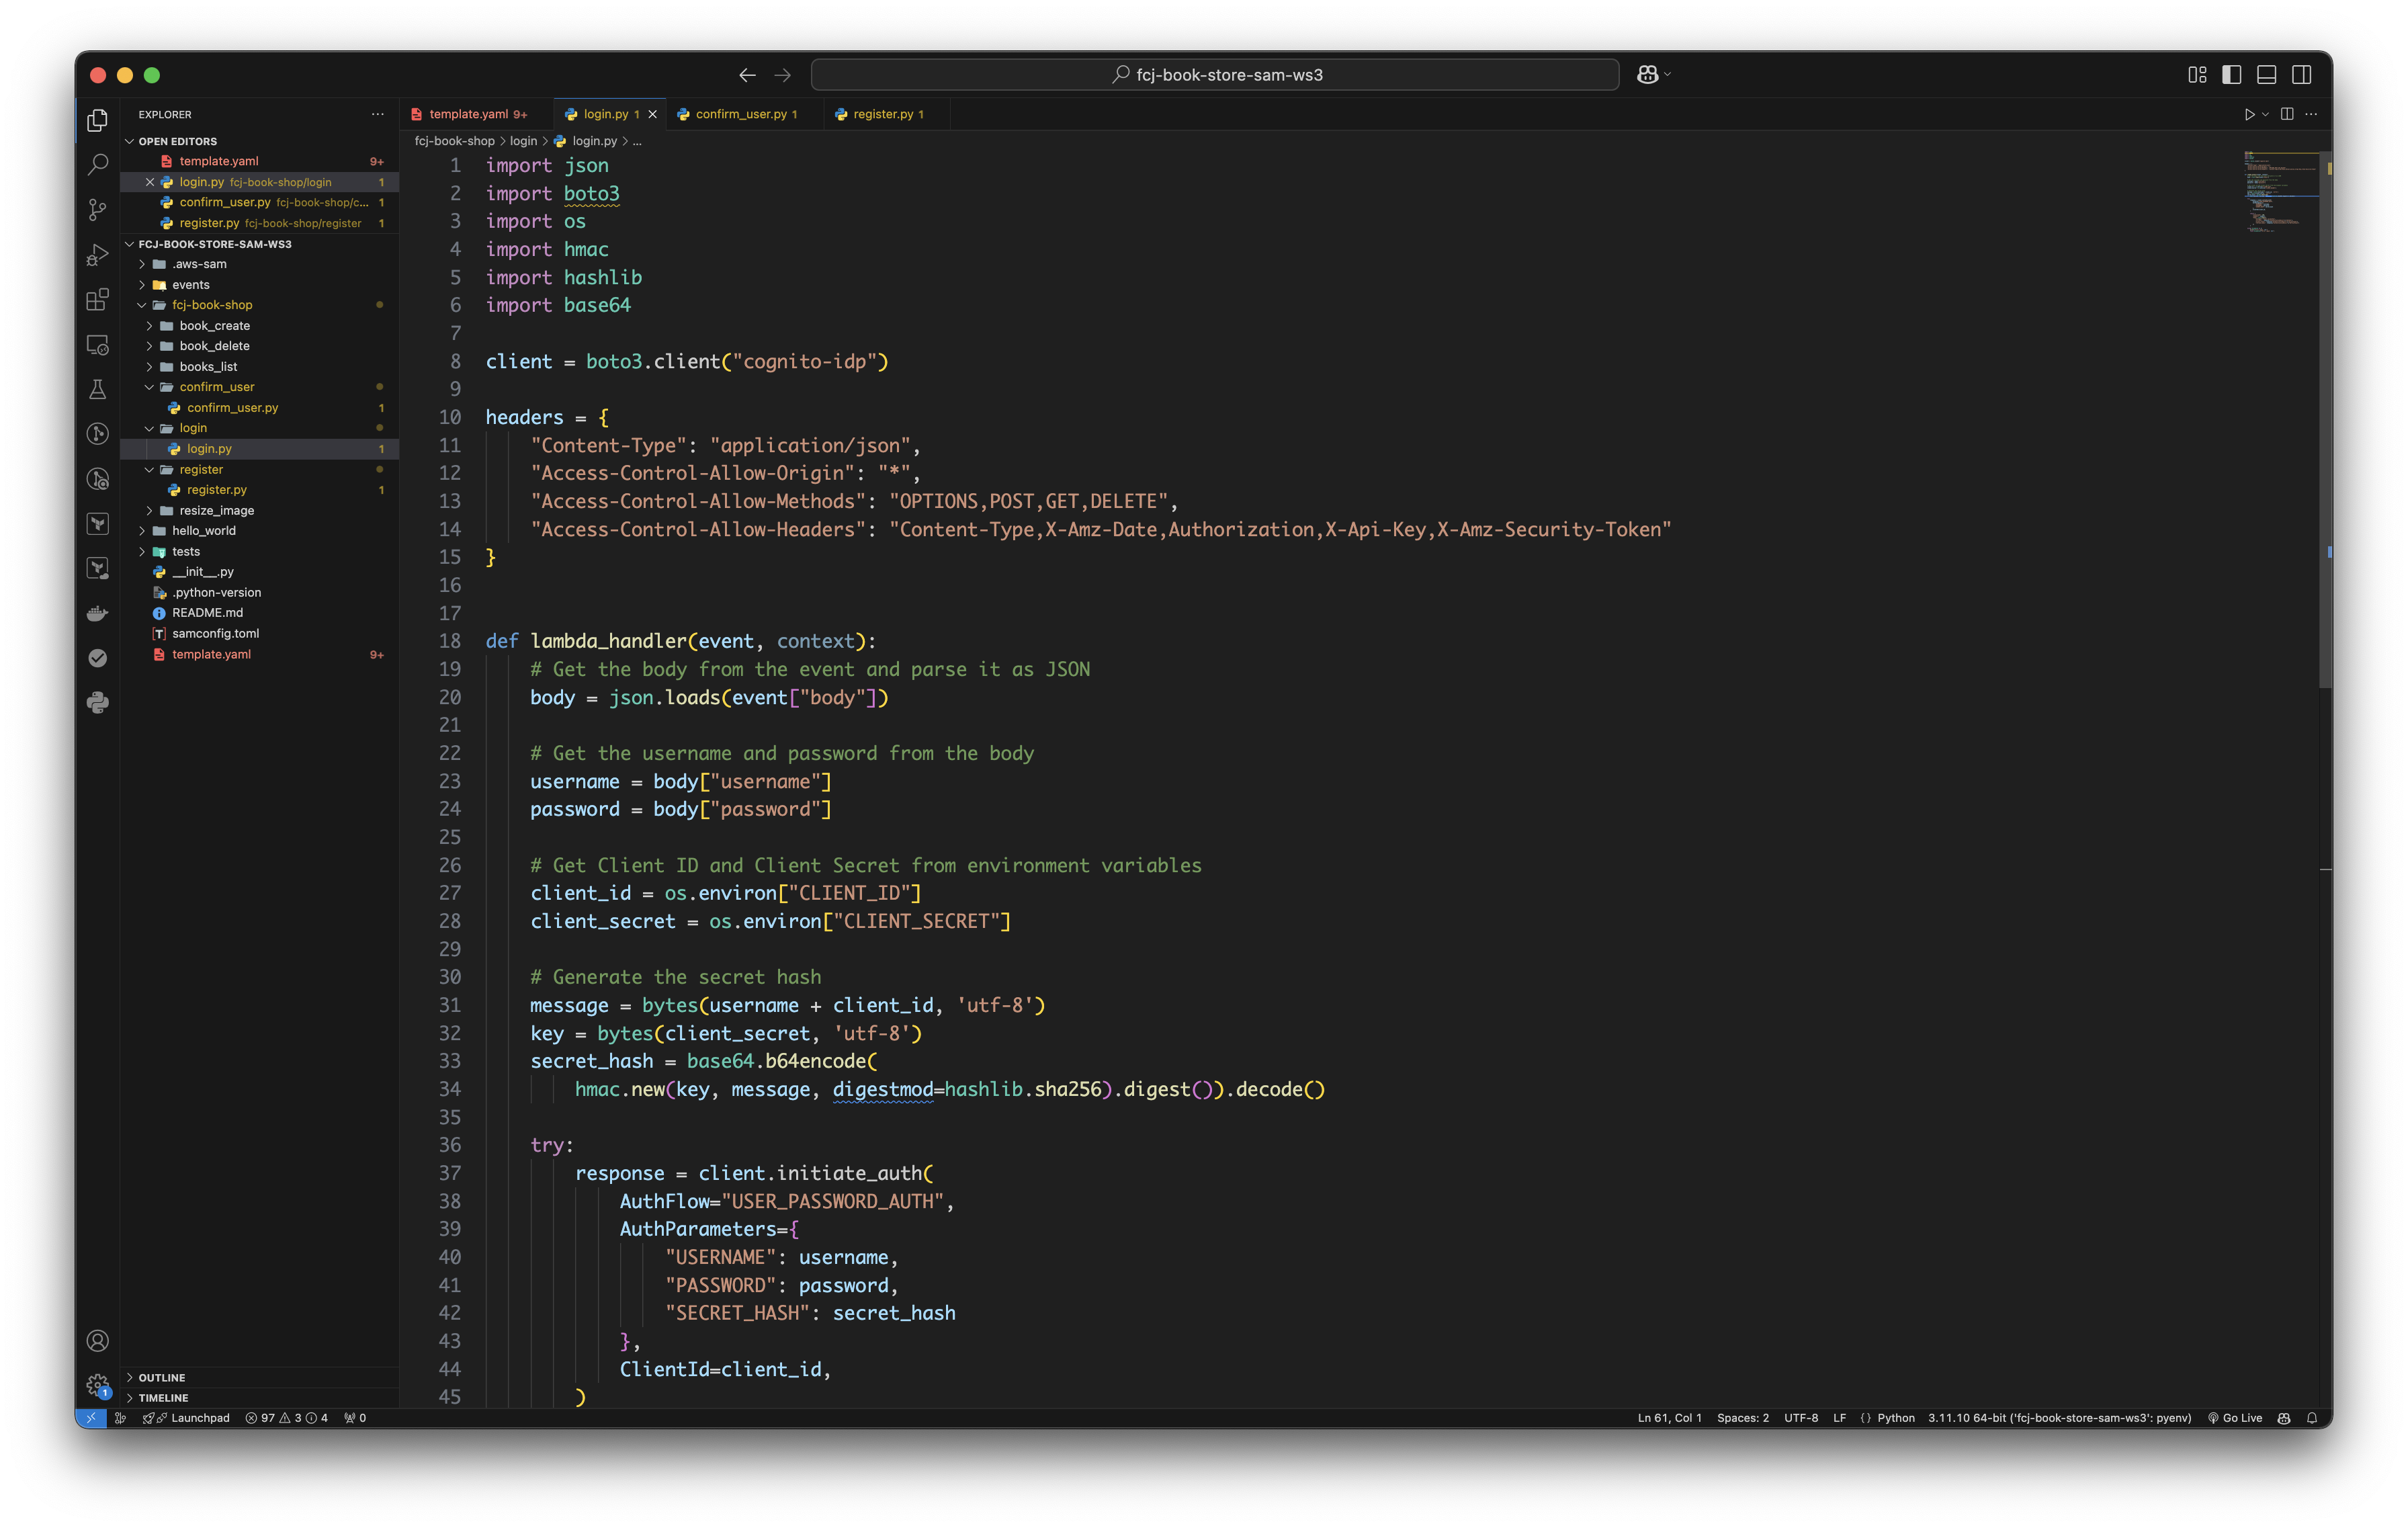 fcj-book-store-sam-ws3
EXPLORER
OPEN EDITORS
template.yaml 9+
login.py fcj-book-shop/login 1
confirm_user.py fcj-book-shop/c... 1
register.py fcj-book-shop/register 1
FCJ-BOOK-STORE-SAM-WS3
.aws-sam
events
fcj-book-shop
book_create
book_delete
books_list
confirm_user
confirm_user.py 1
login
login.py 1
register
register.py 1
resize_image
hello_world
tests
__init__.py
.python-version
README.md
samconfig.toml
template.yaml 9+
OUTLINE
TIMELINE
template.yaml 9+ login.py 1 confirm_user.py 1 register.py 1
fcj-book-shop > login > login.py > ...
1 import json
2 import boto3
3 import os
4 import hmac
5 import hashlib
6 import base64
7
8 client = boto3.client("cognito-idp")
9
10 headers = {
11 "Content-Type": "application/json",
12 "Access-Control-Allow-Origin": "*",
13 "Access-Control-Allow-Methods": "OPTIONS,POST,GET,DELETE",
14 "Access-Control-Allow-Headers": "Content-Type,X-Amz-Date,Authorization,X-Api-Key,X-Amz-Security-Token"
15 }
16
17
18 def lambda_handler(event, context):
19 # Get the body from the event and parse it as JSON
20 body = json.loads(event["body"])
21
22 # Get the username and password from the body
23 username = body["username"]
24 password = body["password"]
25
26 # Get Client ID and Client Secret from environment variables
27 client_id = os.environ["CLIENT_ID"]
28 client_secret = os.environ["CLIENT_SECRET"]
29
30 # Generate the secret hash
31 message = bytes(username + client_id, 'utf-8')
32 key = bytes(client_secret, 'utf-8')
33 secret_hash = base64.b64encode(
34 hmac.new(key, message, digestmod=hashlib.sha256).digest()).decode()
35
36 try:
37 response = client.initiate_auth(
38 AuthFlow="USER_PASSWORD_AUTH",
39 AuthParameters={
40 "USERNAME": username,
41 "PASSWORD": password,
42 "SECRET_HASH": secret_hash
43 },
44 ClientId=client_id,
45 )
1
Launchpad 97 3 4 0 Ln 61, Col 1 Spaces: 2 UTF-8 LF {} Python 3.11.10 64-bit ('fcj-book-store-sam-ws3': pyenv) Go Live